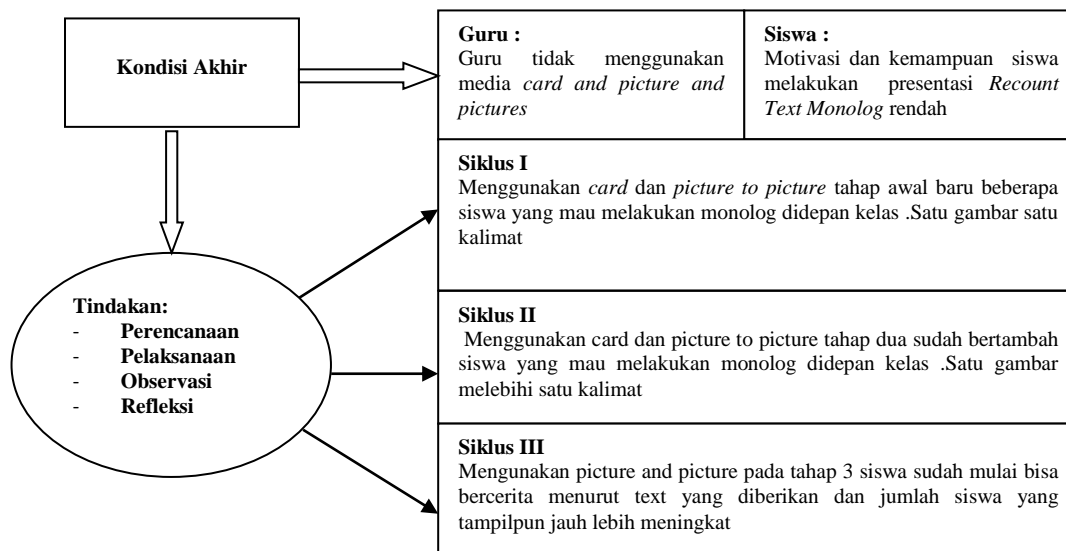 Kondisi Akhir
Guru :
Guru tidak menggunakan
media card and picture and
pictures
Siswa :
Motivasi dan kemampuan siswa
melakukan presentasi Recount
Text Monolog rendah
Siklus I
Menggunakan card dan picture to picture tahap awal baru beberapa
siswa yang mau melakukan monolog didepan kelas .Satu gambar satu
kalimat
Tindakan:
- Perencanaan
- Pelaksanaan
- Observasi
- Refleksi
Siklus II
Menggunakan card dan picture to picture tahap dua sudah bertambah
siswa yang mau melakukan monolog didepan kelas .Satu gambar
melebihi satu kalimat
Siklus III
Mengunakan picture and picture pada tahap 3 siswa sudah mulai bisa
bercerita menurut text yang diberikan dan jumlah siswa yang
tampilpun jauh lebih meningkat